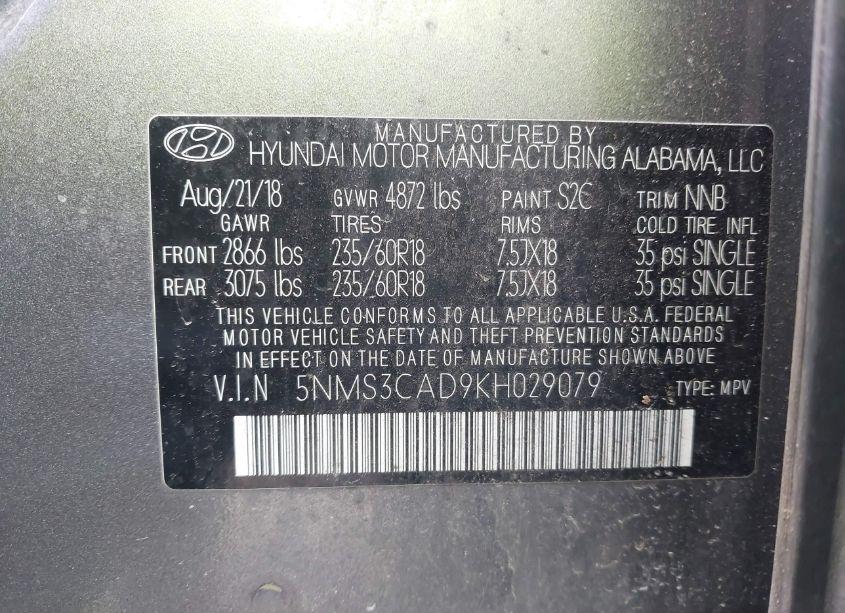 MANUFACTURED BY
HYUNDAI MOTOR MANUFACTURING ALABAMA, LLC
Aug/21/18 GVWR 4872 lbs PAINT S2C TRIM NNB
GAWR TIRES RIMS COLD TIRE INFL
FRONT 2866 lbs 235/60R18 7.5JX18 35 psi SINGLE
REAR 3075 lbs 235/60R18 7.5JX18 35 psi SINGLE
THIS VEHICLE CONFORMS TO ALL APPLICABLE U.S.A. FEDERAL
MOTOR VEHICLE SAFETY AND THEFT PREVENTION STANDARDS
IN EFFECT ON THE DATE OF MANUFACTURE SHOWN ABOVE
V.I.N 5NMS3CAD9KH029079 TYPE: MPV